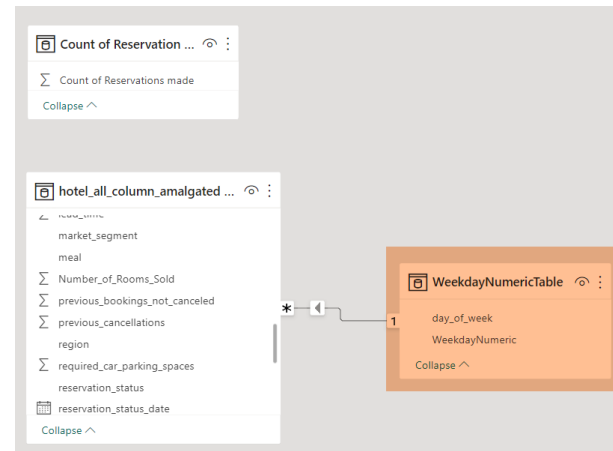 Count of Reservation ...
Σ Count of Reservations made
Collapse
hotel_all_column_amalgated ...
Σ lead_time
market_segment
meal
Σ Number_of_Rooms_Sold
Σ previous_bookings_not_canceled
Σ previous_cancellations
region
Σ required_car_parking_spaces
reservation_status
reservation_status_date
Collapse
* 1
WeekdayNumericTable
day_of_week
WeekdayNumeric
Collapse